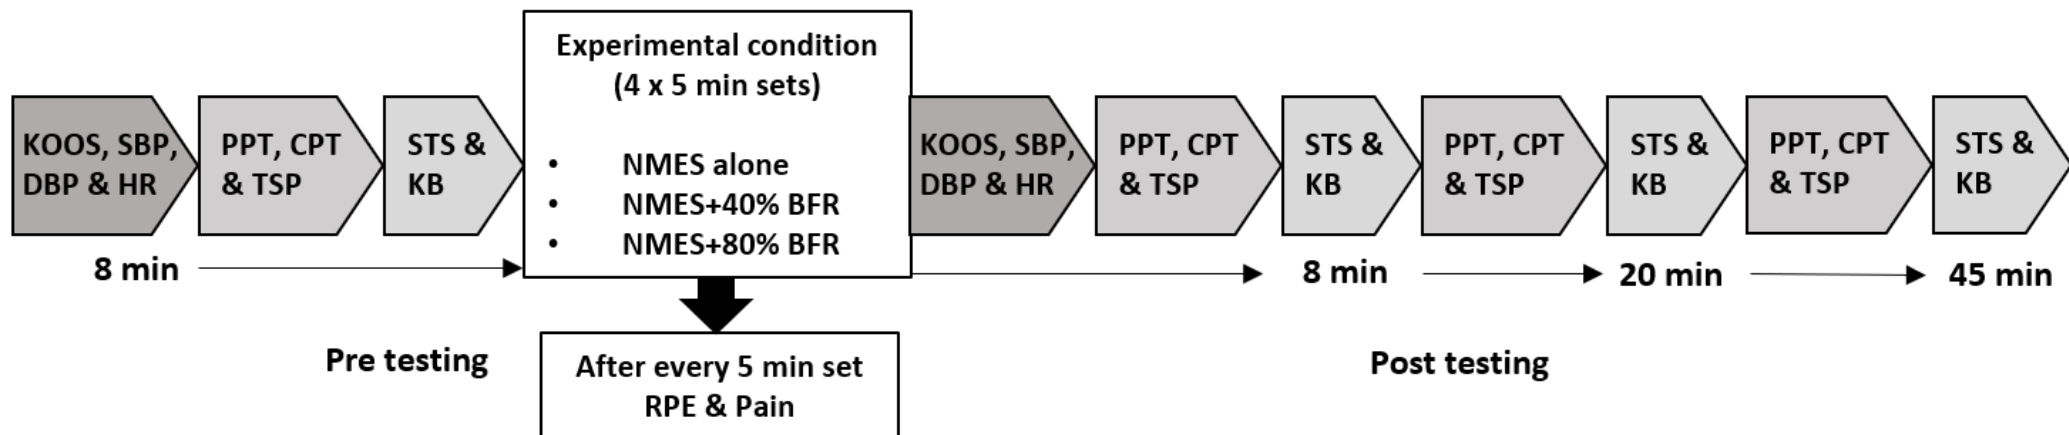 KOOS, SBP,
DBP & HR
PPT, CPT
& TSP
STS &
KB
Experimental condition
(4 x 5 min sets)
• NMES alone
• NMES+40% BFR
• NMES+80% BFR
KOOS, SBP,
DBP & HR
PPT, CPT
& TSP
STS &
KB
PPT, CPT
& TSP
STS &
KB
PPT, CPT
& TSP
STS &
KB
8 min
8 min
20 min
45 min
Pre testing
After every 5 min set
RPE & Pain
Post testing